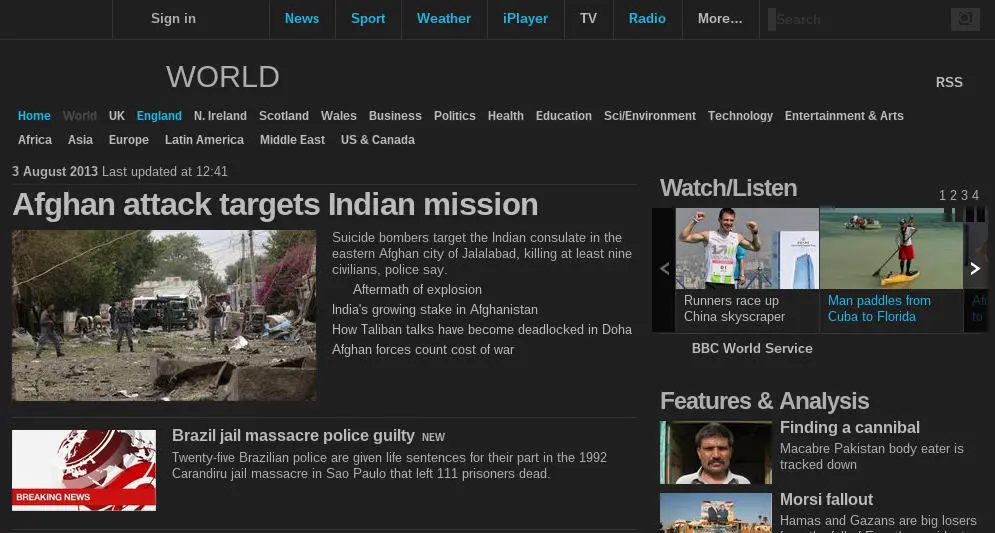 Sign in News Sport Weather iPlayer TV Radio More… Search
WORLD
RSS
Home World UK England N. Ireland Scotland Wales Business Politics Health Education Sci/Environment Technology Entertainment & Arts
Africa Asia Europe Latin America Middle East US & Canada
3 August 2013 Last updated at 12:41
Afghan attack targets Indian mission
Suicide bombers target the Indian consulate in the
eastern Afghan city of Jalalabad, killing at least nine
civilians, police say.
Aftermath of explosion
India's growing stake in Afghanistan
How Taliban talks have become deadlocked in Doha
Afghan forces count cost of war
BREAKING NEWS
Brazil jail massacre police guilty NEW
Twenty-five Brazilian police are given life sentences for their part in the 1992
Carandiru jail massacre in Sao Paulo that left 111 prisoners dead.
Watch/Listen
1 2 3 4
Runners race up
China skyscraper
Man paddles from
Cuba to Florida
to
BBC World Service
Features & Analysis
Finding a cannibal
Macabre Pakistan body eater is
tracked down
Morsi fallout
Hamas and Gazans are big losers